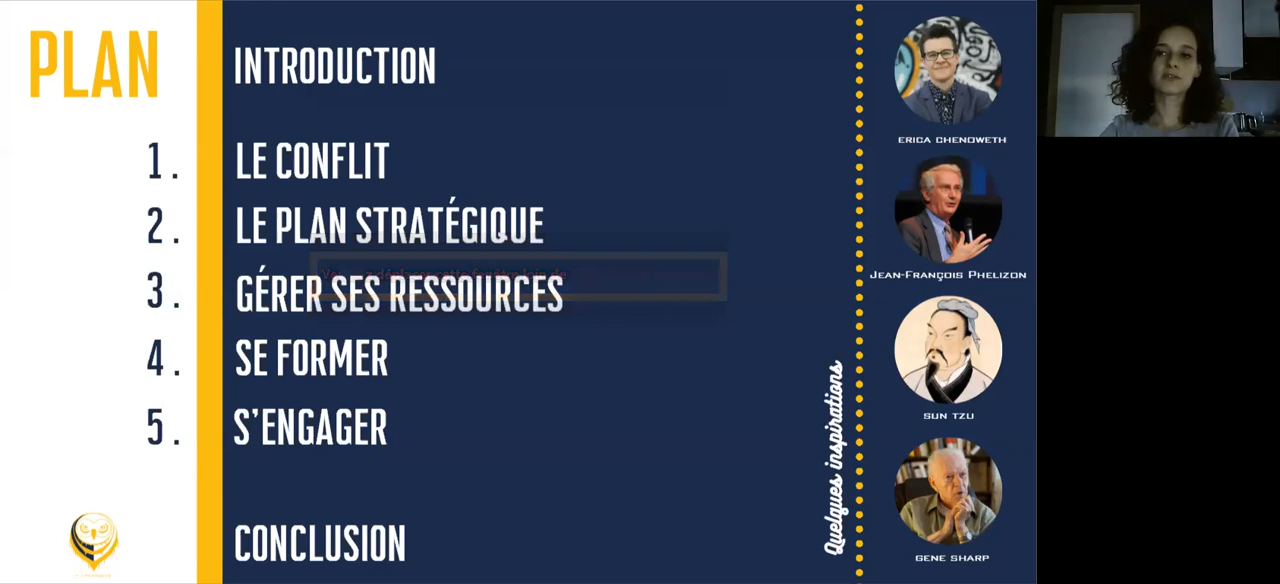 PLAN
INTRODUCTION
1. LE CONFLIT
2. LE PLAN STRATÉGIQUE
3. GÉRER SES RESSOURCES
4. SE FORMER
5. S'ENGAGER
CONCLUSION
Quelques inspirations
ERICA CHENOWETH
JEAN-FRANÇOIS PHELIZON
SUN TZU
GENE SHARP